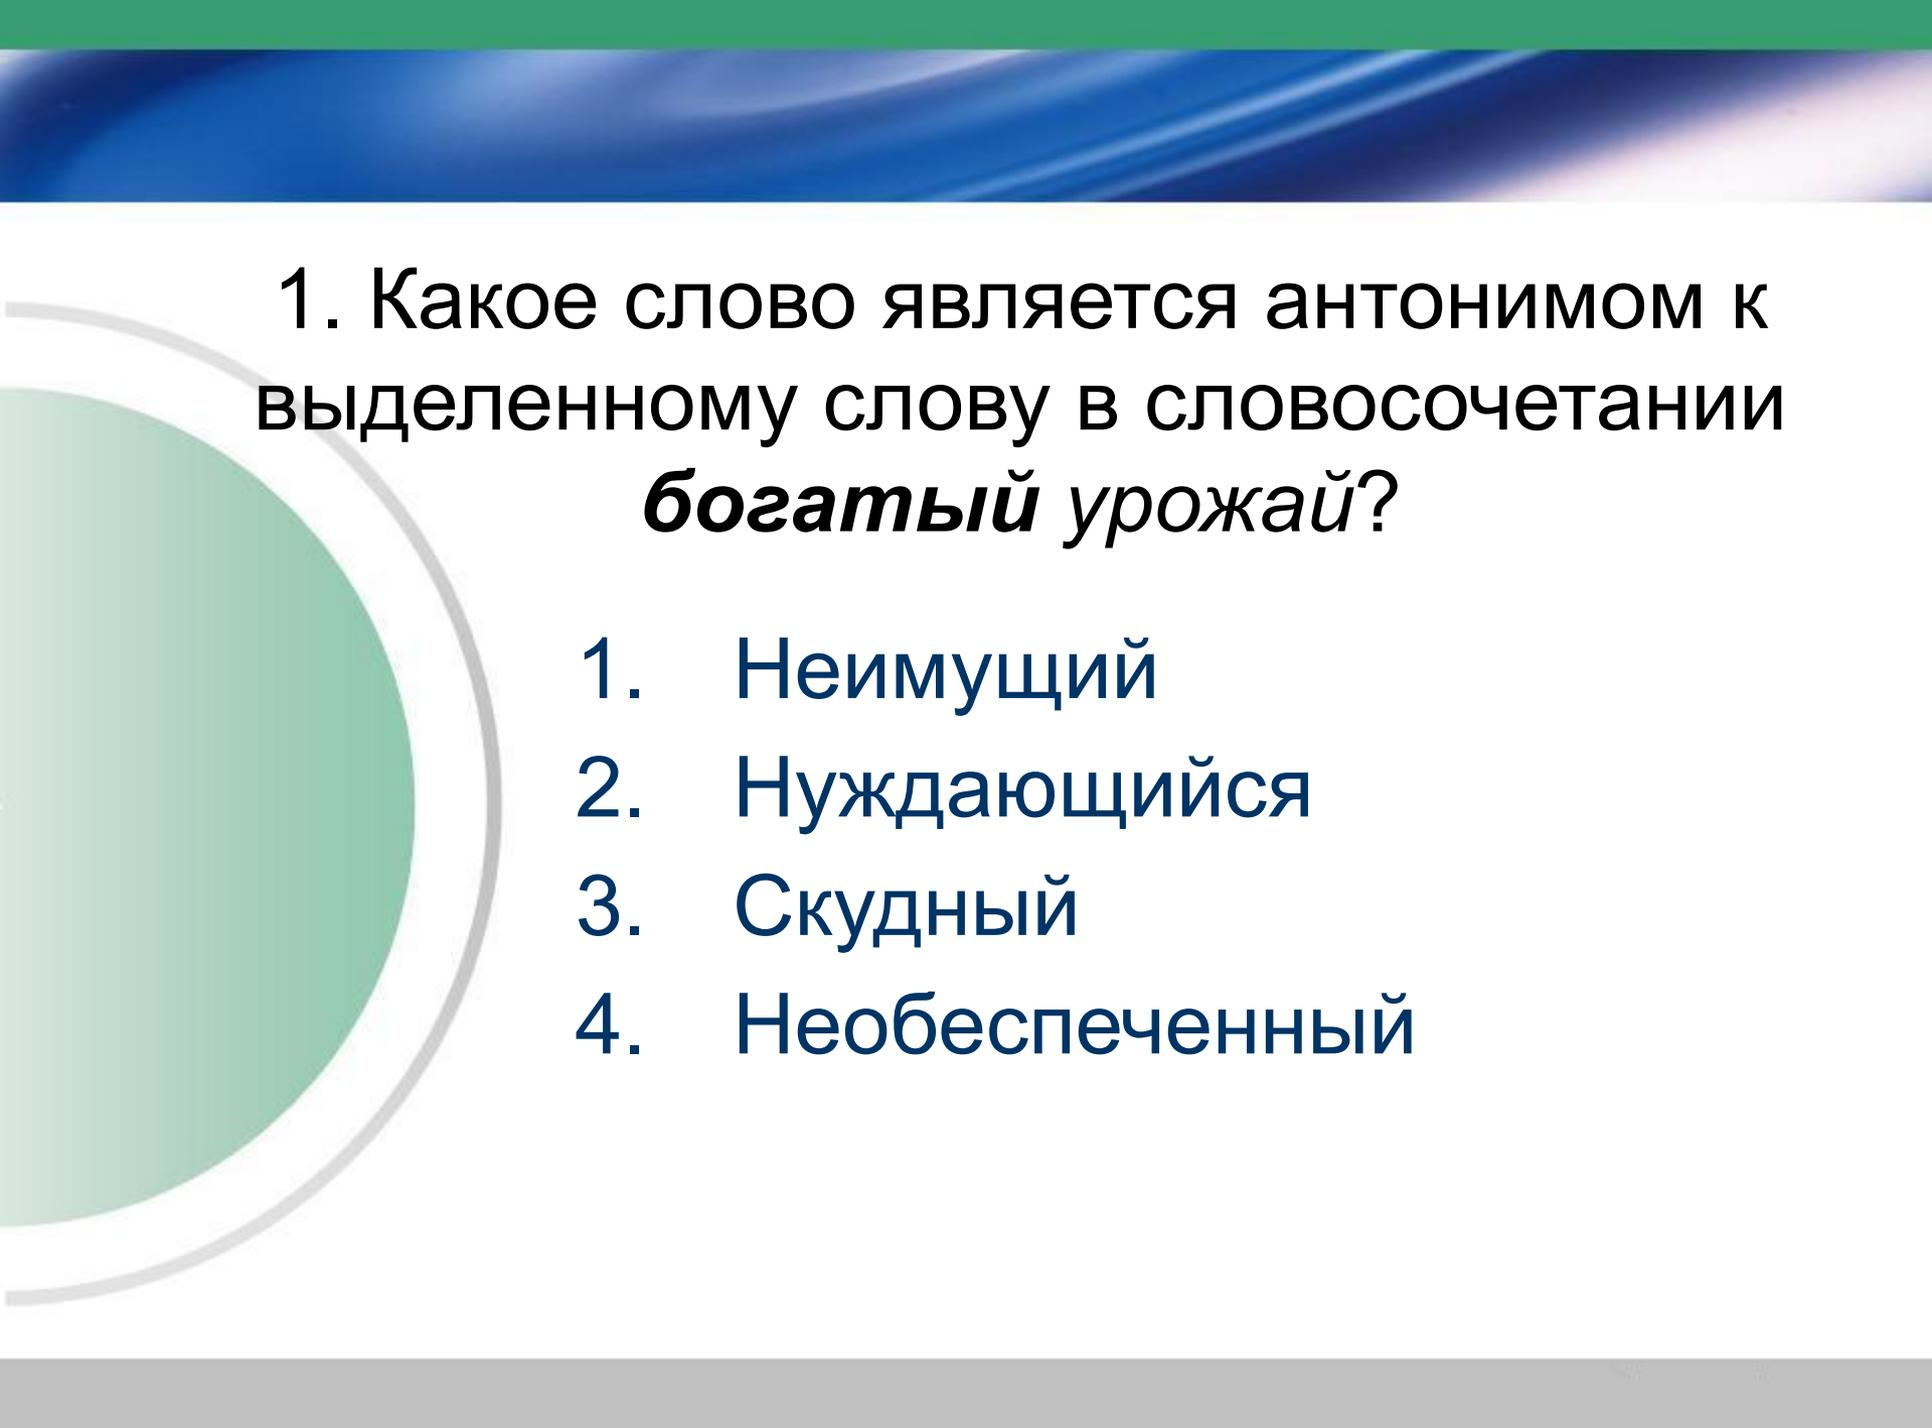 1. Какое слово является антонимом к
выделенному слову в словосочетании
богатый урожай?
1. Неимущий
2. Нуждающийся
3. Скудный
4. Необеспеченный